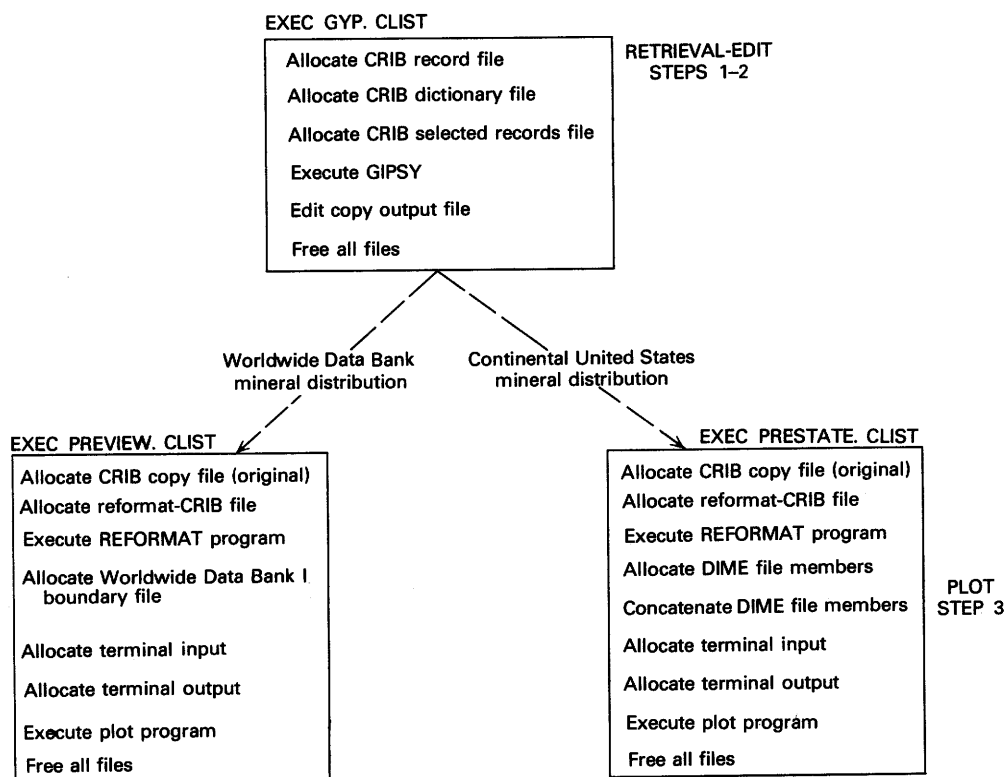 EXEC GYP. CLIST
RETRIEVAL-EDIT
STEPS 1–2
Allocate CRIB record file
Allocate CRIB dictionary file
Allocate CRIB selected records file
Execute GIPSY
Edit copy output file
Free all files
Worldwide Data Bank
mineral distribution
Continental United States
mineral distribution
EXEC PREVIEW. CLIST
Allocate CRIB copy file (original)
Allocate reformat-CRIB file
Execute REFORMAT program
Allocate Worldwide Data Bank I
boundary file
Allocate terminal input
Allocate terminal output
Execute plot program
Free all files
EXEC PRESTATE. CLIST
Allocate CRIB copy file (original)
Allocate reformat-CRIB file
Execute REFORMAT program
Allocate DIME file members
Concatenate DIME file members
Allocate terminal input
Allocate terminal output
Execute plot program
Free all files
PLOT
STEP 3